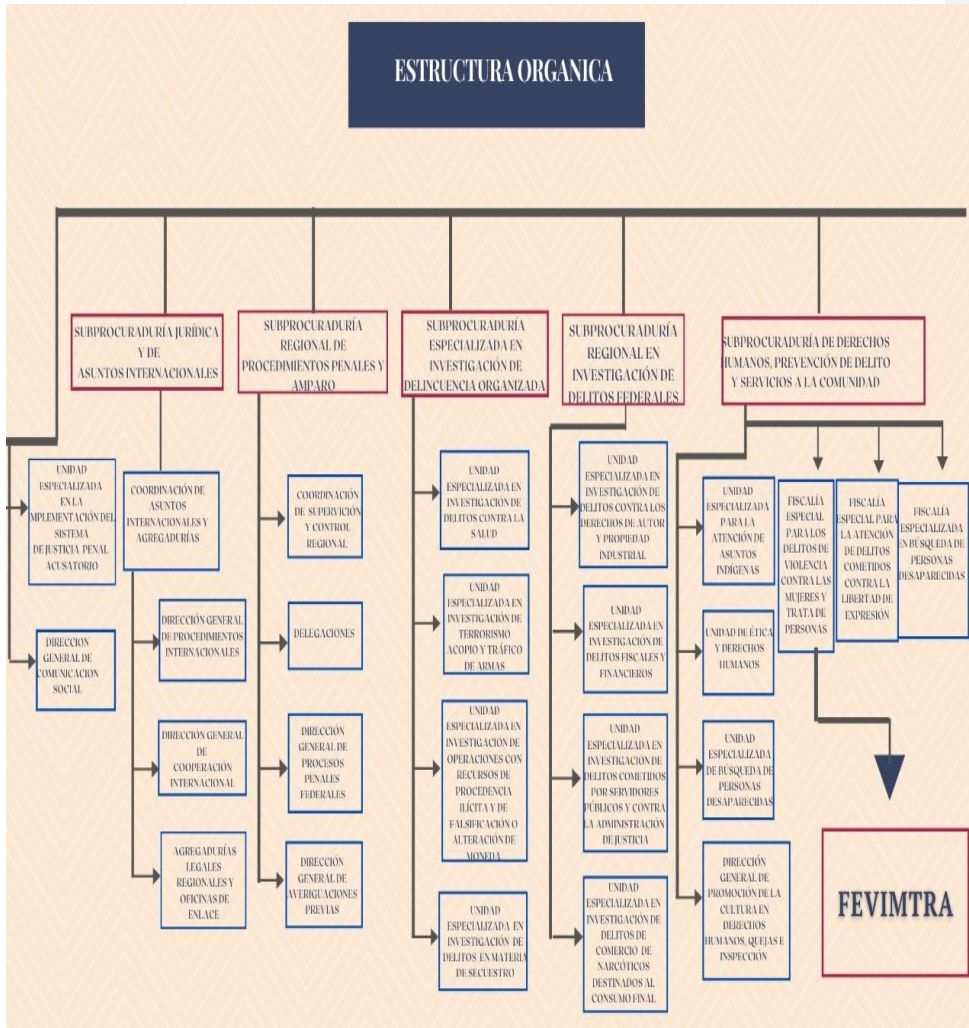 ESTRUCTURA ORGANICA
SUBPROCURADURÍA JURÍDICA
Y DE
ASUNTOS INTERNACIONALES
SUBPROCURADURÍA
REGIONAL DE
PROCEDIMIENTOS PENALES Y
AMPARO
SUBPROCURADURÍA
ESPECIALIZADA EN
INVESTIGACIÓN DE
DELINCUENCIA ORGANIZADA
SUBPROCURADURÍA
REGIONAL EN
INVESTIGACIÓN DE
DELITOS FEDERALES
SUBPROCURADURÍA DE DERECHOS
HUMANOS, PREVENCIÓN DE DELITO
Y SERVICIOS A LA COMUNIDAD
UNIDAD
ESPECIALIZADA
EN LA
IMPLEMENTACIÓN DEL
SISTEMA
DE JUSTICIA PENAL
ACUSATORIO
DIRECCION
GENERAL DE
COMUNICACION
SOCIAL
COORDINACIÓN DE
ASUNTOS
INTERNACIONALES Y
AGREGADURÍAS
DIRECCIÓN GENERAL
DE PROCEDIMIENTOS
INTERNACIONALES
DIRECCIÓN GENERAL
DE
COOPERACIÓN
INTERNACIONAL
AGREGADURÍAS
LEGALES
REGIONALES Y
OFICINAS DE
ENLACE
COORDINACIÓN
DE SUPERVICIÓN
Y CONTROL
REGIONAL
DELEGACIONES
DIRECCIÓN
GENERAL DE
PROCESOS
PENALES
FEDERALES
DIRECCIÓN
GENERAL DE
AVERIGUACIONES
PREVIAS
UNIDAD
ESPECIALIZADA EN
INVESTIGACIÓN DE
DELITOS CONTRA LA
SALUD
UNIDAD
ESPECIALIZADA EN
INVESTIGACIÓN DE
TERRORISMO
ACOPIO Y TRÁFICO
DE ARMAS
UNIDAD
ESPECIALIZADA EN
INVESTIGACIÓN DE
OPERACIONES CON
RECURSOS DE
PROCEDENCIA
ILÍCITA Y DE
FALSIFICACIÓN O
ALTERACIÓN DE
MONEDA
UNIDAD
ESPECIALIZADA EN
INVESTIGACIÓN DE
DELITOS EN MATERIA
DE SECUESTRO
UNIDAD
ESPECIALIZADA EN
INVESTIGACIÓN DE
DELITOS CONTRA LOS
DERECHOS DE AUTOR
Y PROPIEDAD
INDUSTRIAL
UNIDAD
ESPECIALIZADA EN
INVESTIGACIÓN DE
DELITOS FISCALES Y
FINANCIEROS
UNIDAD
ESPECIALIZADA EN
INVESTIGACIÓN DE
DELITOS COMETIDOS
POR SERVIDORES
PÚBLICOS Y CONTRA
LA ADMINISTRACIÓN
DE JUSTICIA
UNIDAD
ESPECIALIZADA EN
INVESTIGACIÓN DE
DELITOS DE
COMERCIO DE
NARCÓTICOS
DESTINADOS AL
CONSUMO FINAL
UNIDAD
ESPECIALIZADA
PARA LA
ATENCIÓN DE
ASUNTOS
INDÍGENAS
UNIDAD DE ÉTICA
Y DERECHOS
HUMANOS
UNIDAD
ESPECIALIZADA
DE BÚSQUEDA DE
PERSONAS
DESAPARECIDAS
DIRECCIÓN
GENERAL DE
PROMOCIÓN DE LA
CULTURA EN
DERECHOS
HUMANOS, QUEJAS E
INSPECCIÓN
FISCALÍA
ESPECIAL
PARA LOS
DELITOS DE
VIOLENCIA
CONTRA LAS
MUJERES Y
TRATA DE
PERSONAS
FISCALÍA
ESPECIAL PARA
LA ATENCIÓN
DE DELITOS
COMETIDOS
CONTRA LA
LIBERTAD DE
EXPRESIÓN
FISCALÍA
ESPECIALIZADA
EN BÚSQUEDA DE
PERSONAS
DESAPARECIDAS
FEVIMTRA